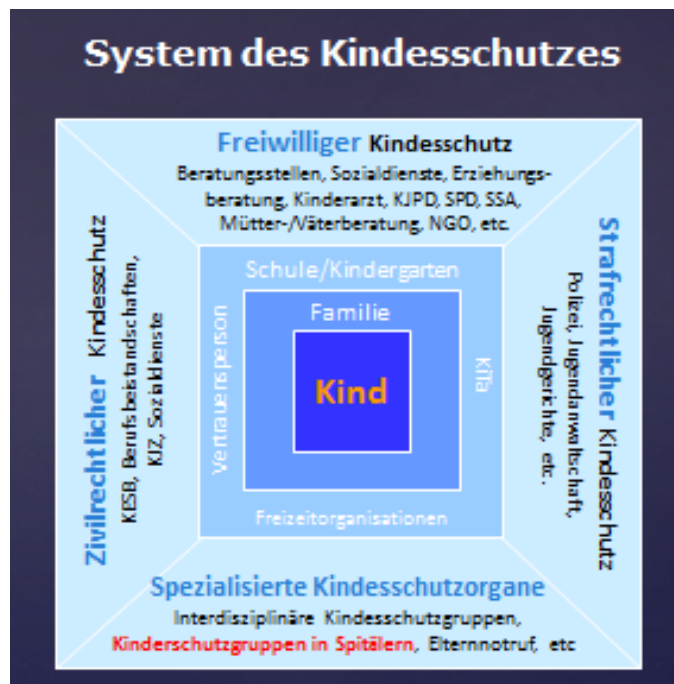 System des Kindesschutzes
Freiwilliger Kindesschutz
Beratungsstellen, Sozialdienste, Erziehungs-
beratung, Kinderarzt, KJPD, SPD, SSA,
Mütter-/Väterberatung, NGO, etc.
Zivilrechtlicher Kindesschutz
KESB, Berufsbeistandschaften,
KJZ, Sozialdienste
Schule/Kindergarten
Vertrauensperson
Familie
Kind
KiTa
Freizeitorganisationen
Strafrechtlicher Kindesschutz
Polizei, Jugendanwaltschaft,
Jugendgerichte, etc.
Spezialisierte Kindesschutzorgane
Interdisziplinäre Kindesschutzgruppen,
Kinderschutzgruppen in Spitälern, Elternnotruf, etc